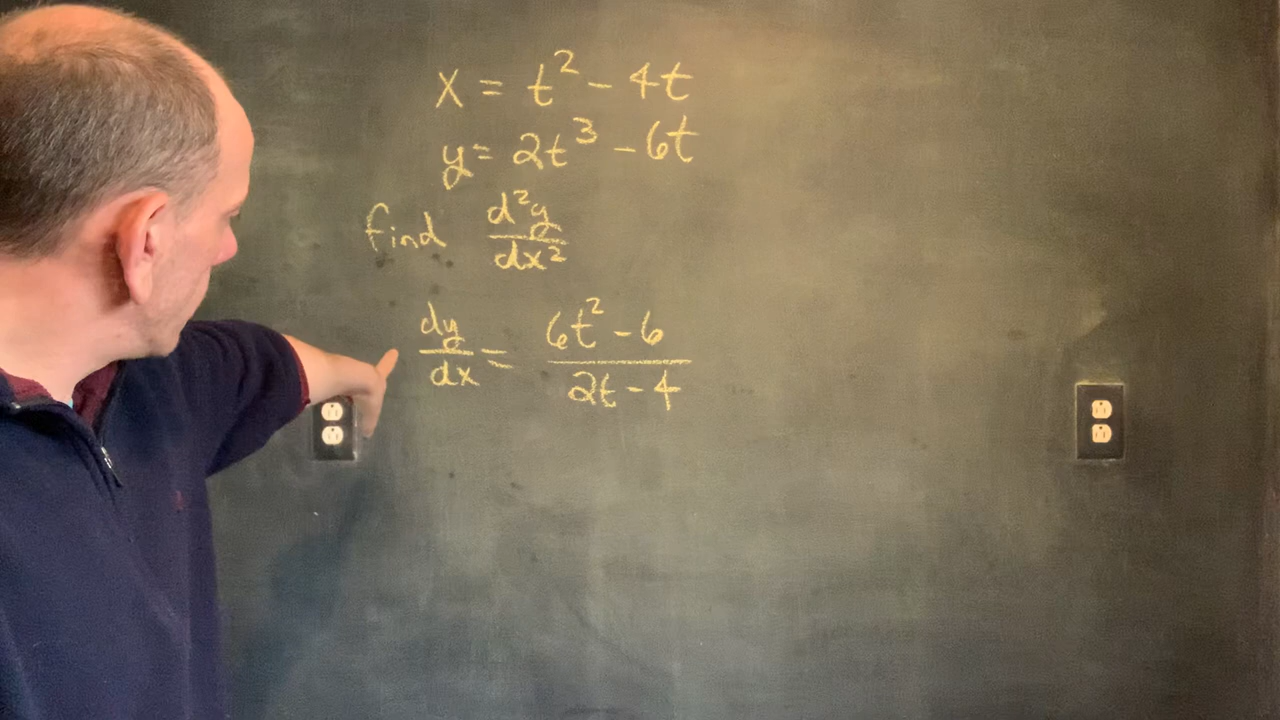 x = t² - 4t
y = 2t³ - 6t
find d²y/dx²
dy/dx = (6t² - 6)/(2t - 4)